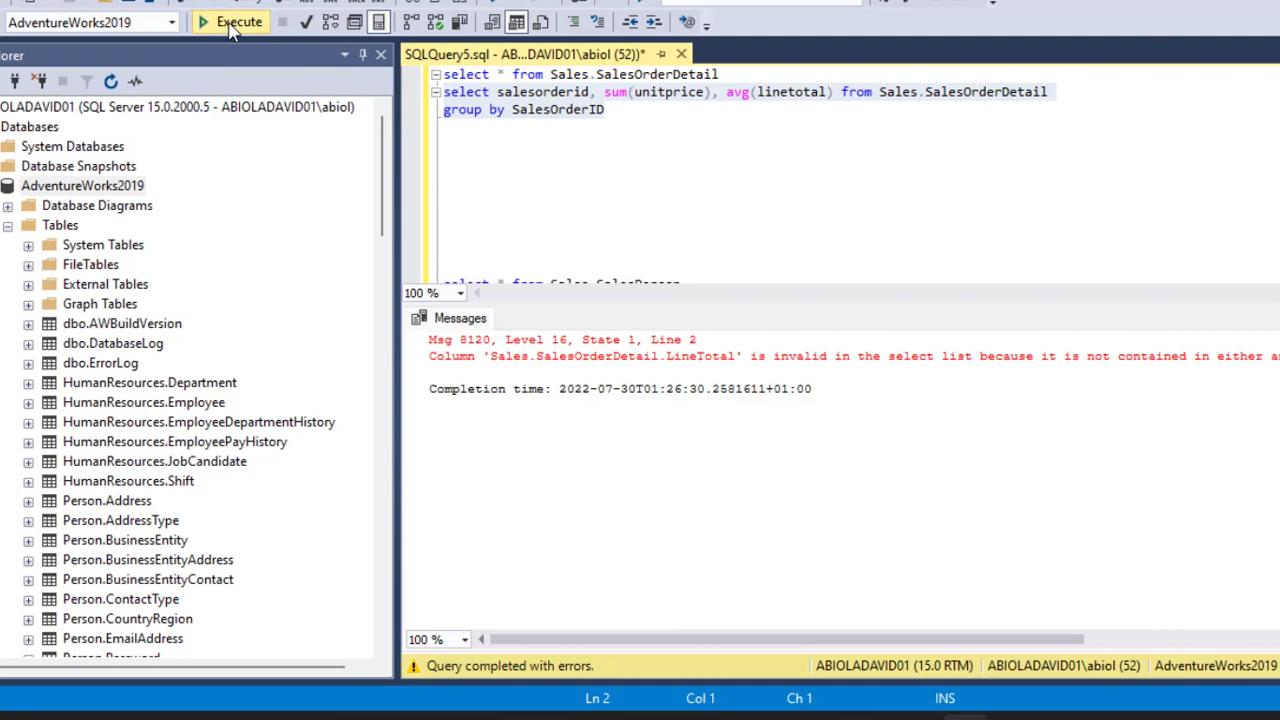 AdventureWorks2019
Execute
orer
SQLQuery5.sql - AB...DAVID01\abiol (52))*
OLADAVID01 (SQL Server 15.0.2000.5 - ABIOLADAVID01\abiol)
Databases
System Databases
Database Snapshots
AdventureWorks2019
Database Diagrams
Tables
System Tables
FileTables
External Tables
Graph Tables
dbo.AWBuildVersion
dbo.DatabaseLog
dbo.ErrorLog
HumanResources.Department
HumanResources.Employee
HumanResources.EmployeeDepartmentHistory
HumanResources.EmployeePayHistory
HumanResources.JobCandidate
HumanResources.Shift
Person.Address
Person.AddressType
Person.BusinessEntity
Person.BusinessEntityAddress
Person.BusinessEntityContact
Person.ContactType
Person.CountryRegion
Person.EmailAddress
Person.Password
select * from Sales.SalesOrderDetail
select salesorderid, sum(unitprice), avg(linetotal) from Sales.SalesOrderDetail
group by SalesOrderID
select * from Sales.SalesPerson
100 %
Messages
Msg 8120, Level 16, State 1, Line 2
Column 'Sales.SalesOrderDetail.LineTotal' is invalid in the select list because it is not contained in either a
Completion time: 2022-07-30T01:26:30.2581611+01:00
100 %
Query completed with errors.
ABIOLADAVID01 (15.0 RTM)
ABIOLADAVID01\abiol (52)
AdventureWorks2019
Ln 2
Col 1
Ch 1
INS